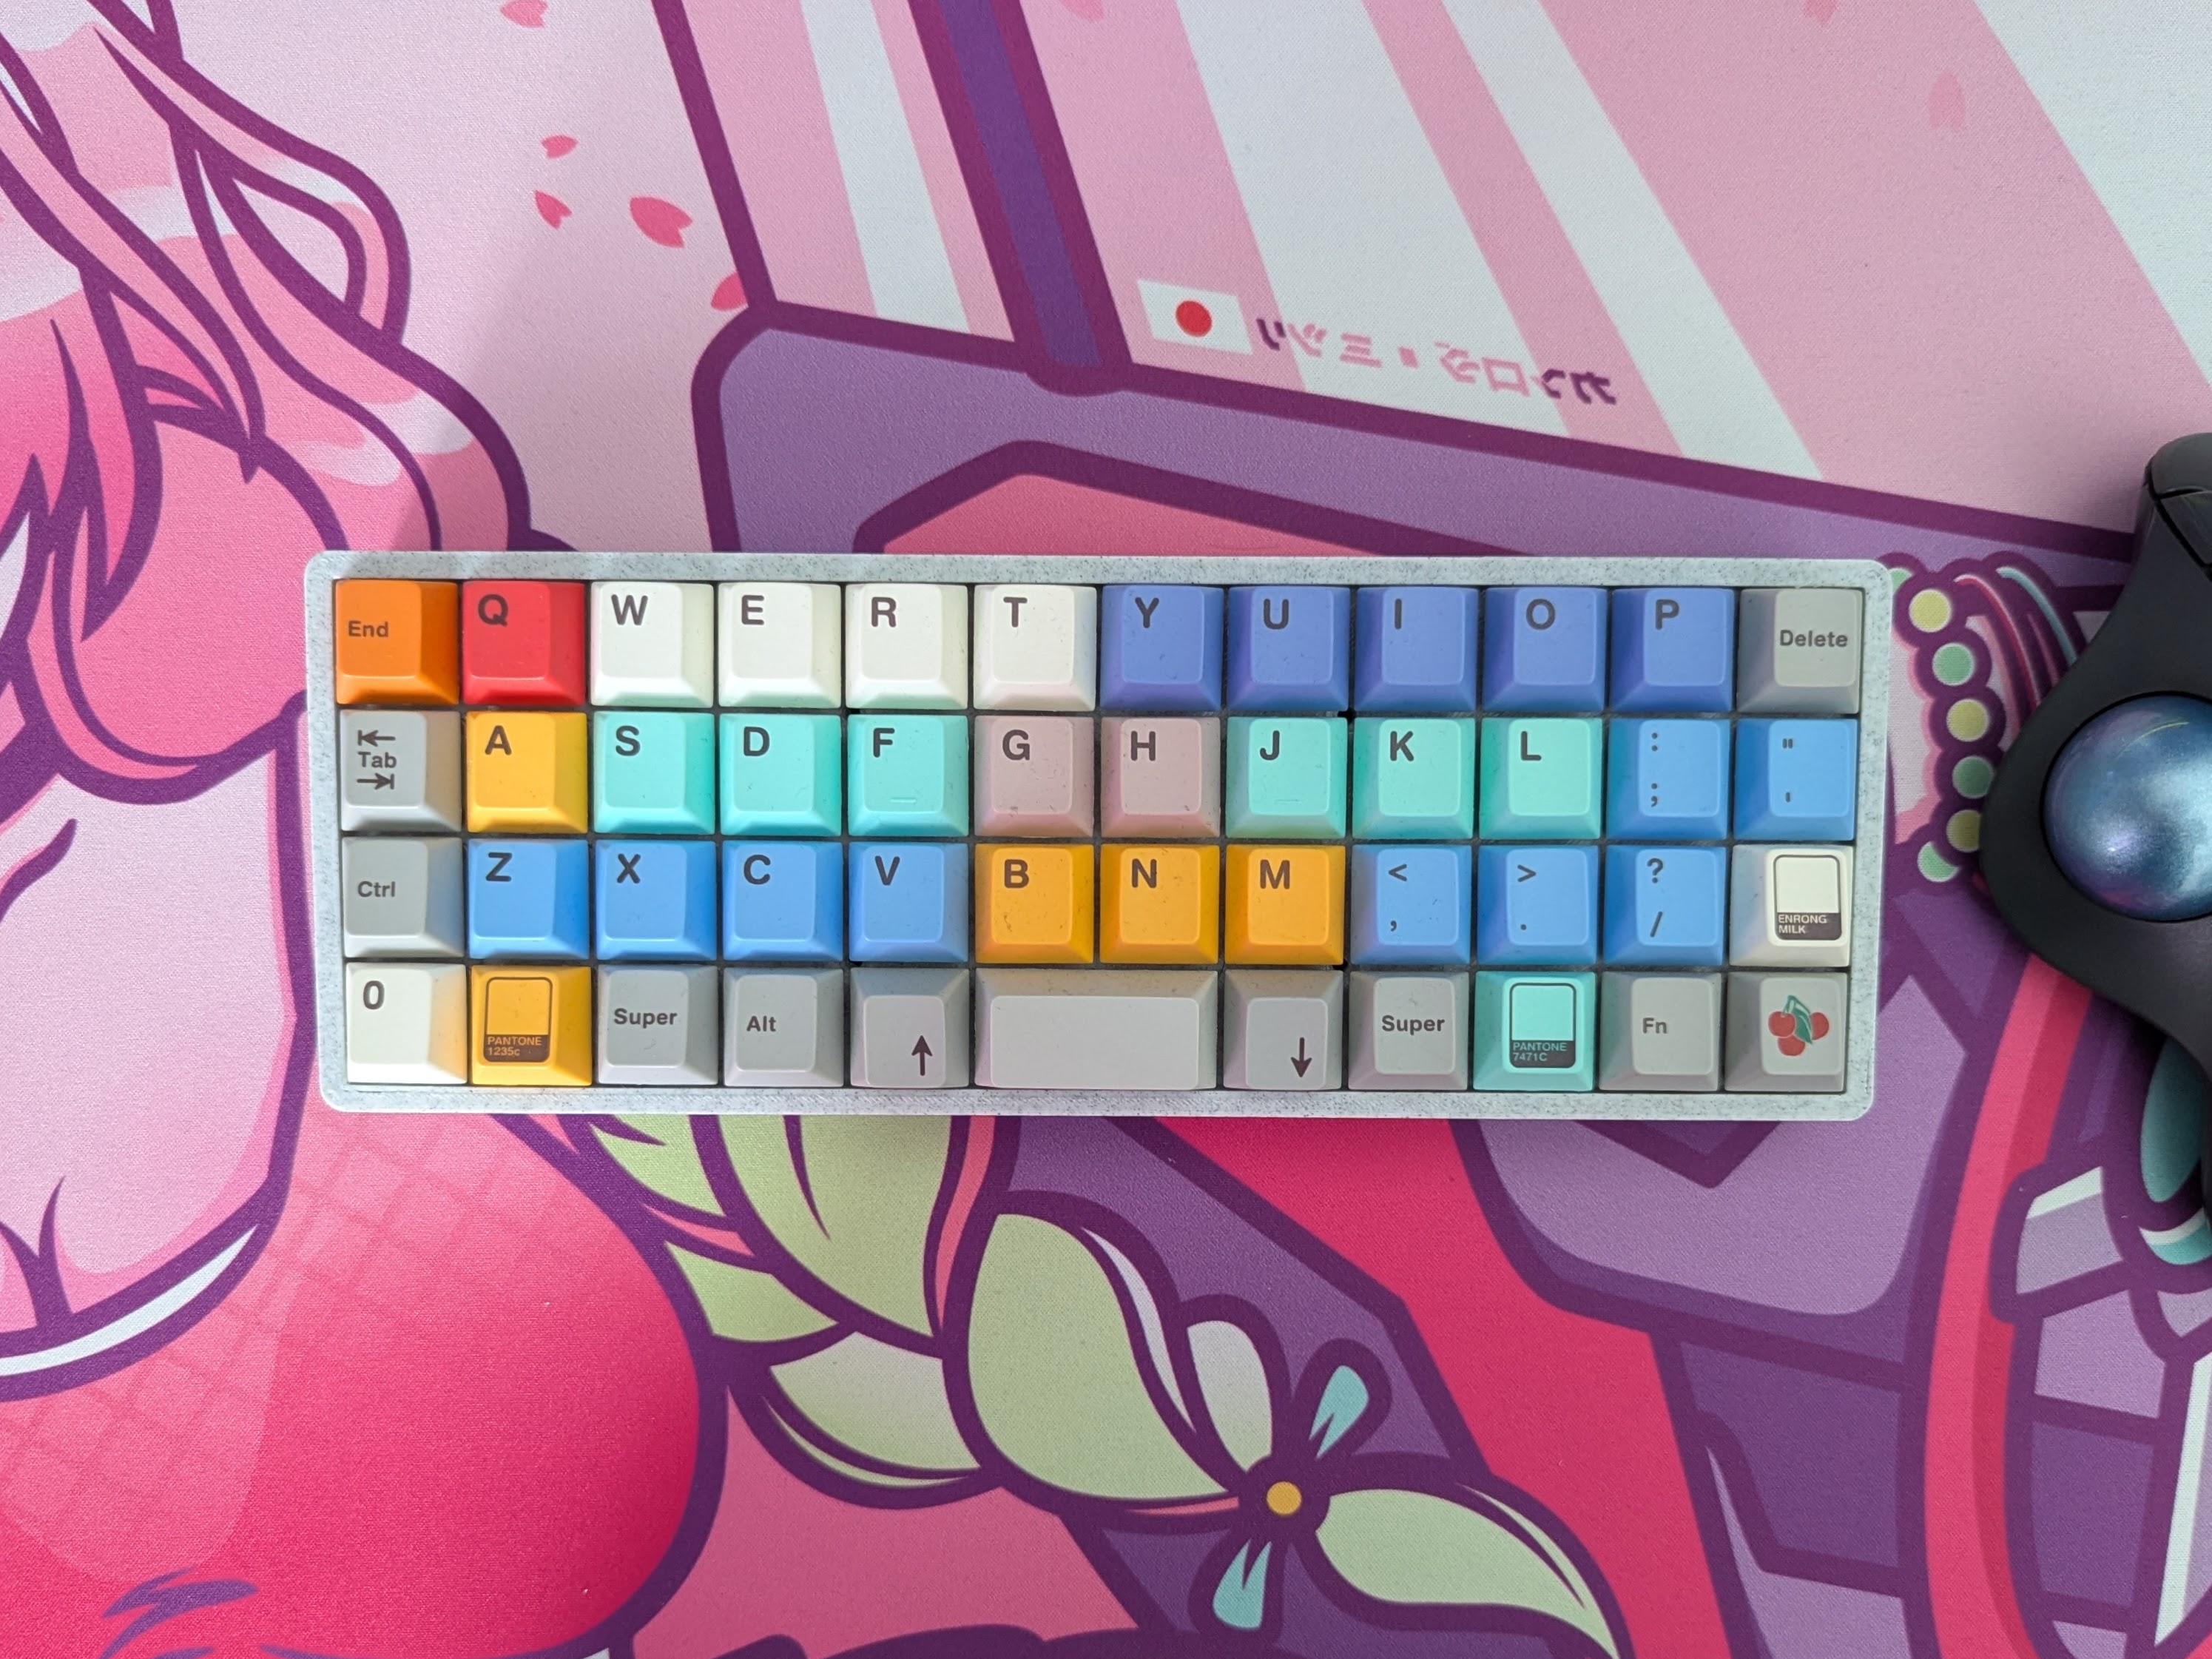 End Q W E R T Y U I O P Delete
Tab A S D F G H J K L : ; " '
Ctrl Z X C V B N M < , > . ? / ENRONG MILK
0 PANTONE 1235c Super Alt ↑ ↓ Super PANTONE 7471C Fn